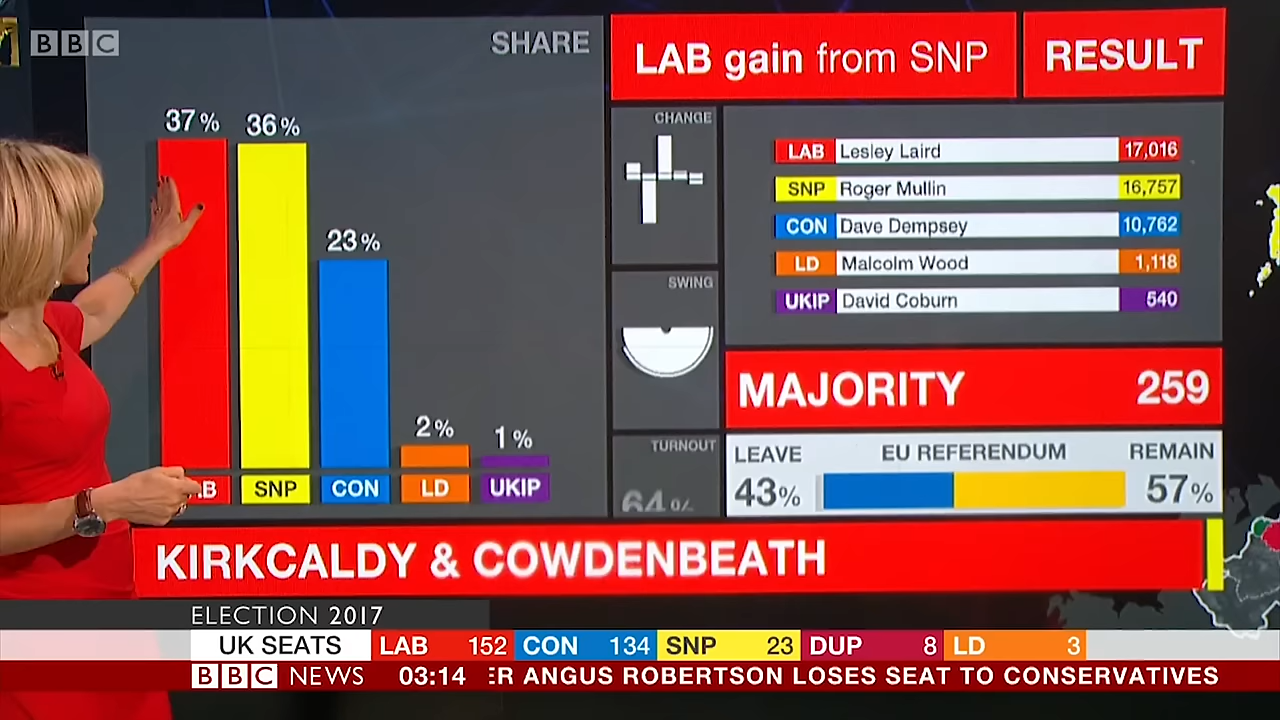 BBC
SHARE
37%
36%
23%
2%
1%
SNP
CON
LD
UKIP
LAB gain from SNP
RESULT
CHANGE
SWING
TURNOUT
64%
LAB Lesley Laird 17,016
SNP Roger Mullin 16,757
CON Dave Dempsey 10,762
LD Malcolm Wood 1,118
UKIP David Coburn 540
MAJORITY 259
LEAVE EU REFERENDUM REMAIN
43% 57%
KIRKCALDY & COWDENBEATH
ELECTION 2017
UK SEATS LAB 152 CON 134 SNP 23 DUP 8 LD 3
BBC NEWS 03:14 ER ANGUS ROBERTSON LOSES SEAT TO CONSERVATIVES